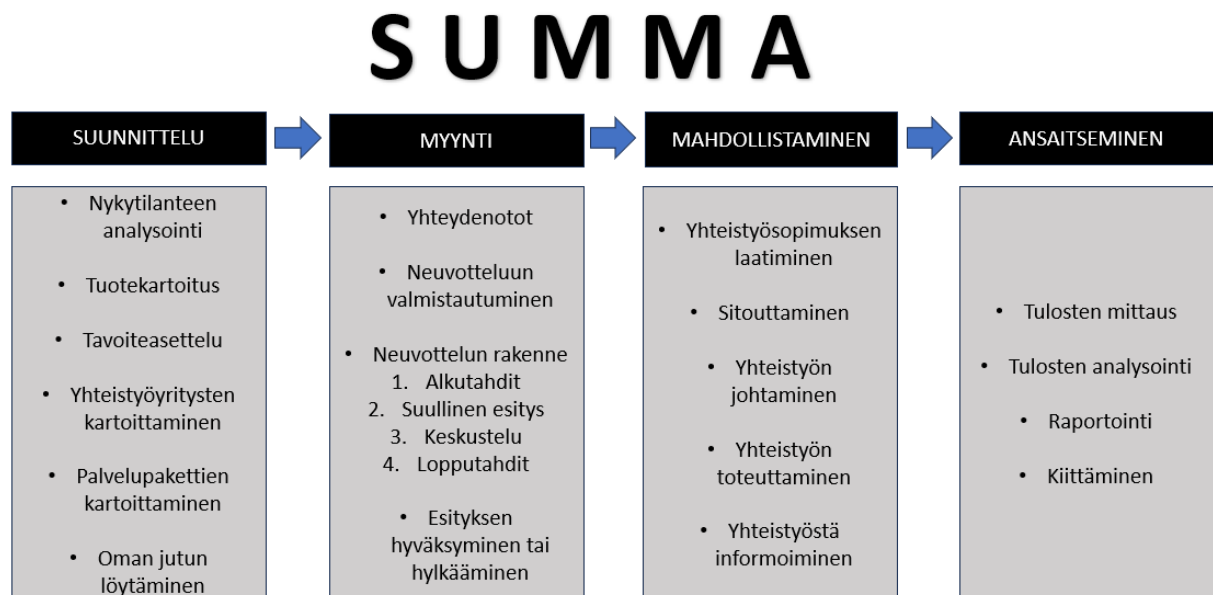 SUMMA
SUUNNITTELU
• Nykytilanteen
analysointi
• Tuotekartoitus
• Tavoiteasettelu
• Yhteistyöyritysten
kartoittaminen
• Palvelupakettien
kartoittaminen
• Oman jutun
löytäminen
MYYNTI
• Yhteydenotot
• Neuvotteluun
valmistautuminen
• Neuvottelun rakenne
1. Alkutahdit
2. Suullinen esitys
3. Keskustelu
4. Lopputahdit
• Esityksen
hyväksyminen tai
hylkääminen
MAHDOLLISTAMINEN
• Yhteistyösopimuksen
laatiminen
• Sitouttaminen
• Yhteistyön
johtaminen
• Yhteistyön
toteuttaminen
• Yhteistyöstä
informoiminen
ANSAITSEMINEN
• Tulosten mittaus
• Tulosten analysointi
• Raportointi
• Kiittäminen